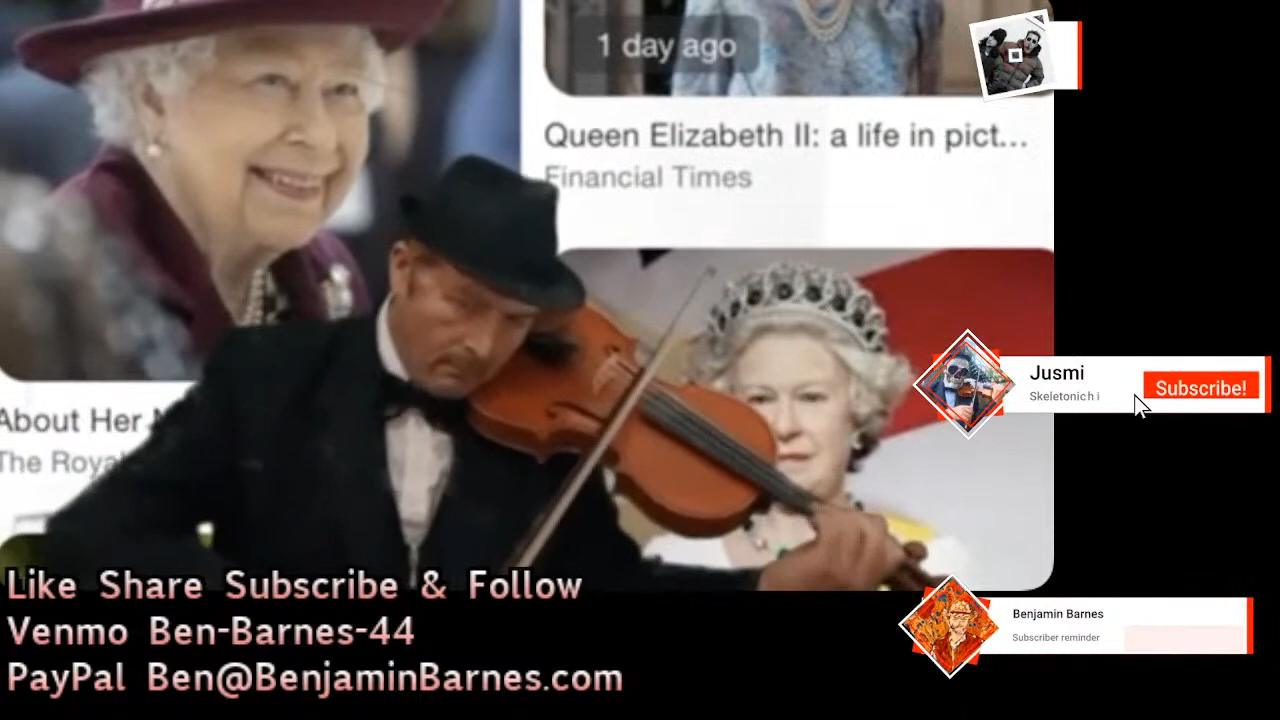 1 day ago
Queen Elizabeth II: a life in pict...
Financial Times
About Her
The Royal
Jusmi
Skeletonich i
Subscribe!
Benjamin Barnes
Subscriber reminder
Like Share Subscribe & Follow
Venmo Ben-Barnes-44
PayPal Ben@BenjaminBarnes.com